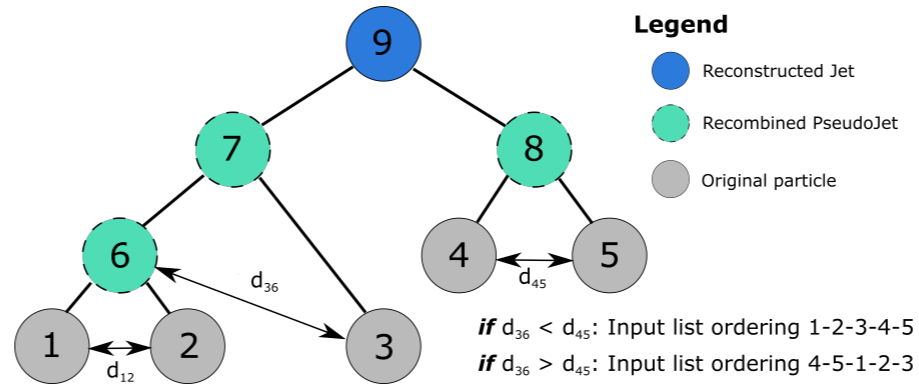 9
Legend
Reconstructed Jet
7
8
Recombined PseudoJet
Original particle
6
4
5
d₃₆
d₄₅
1
2
3
d₁₂
if d₃₆ < d₄₅: Input list ordering 1-2-3-4-5
if d₃₆ > d₄₅: Input list ordering 4-5-1-2-3